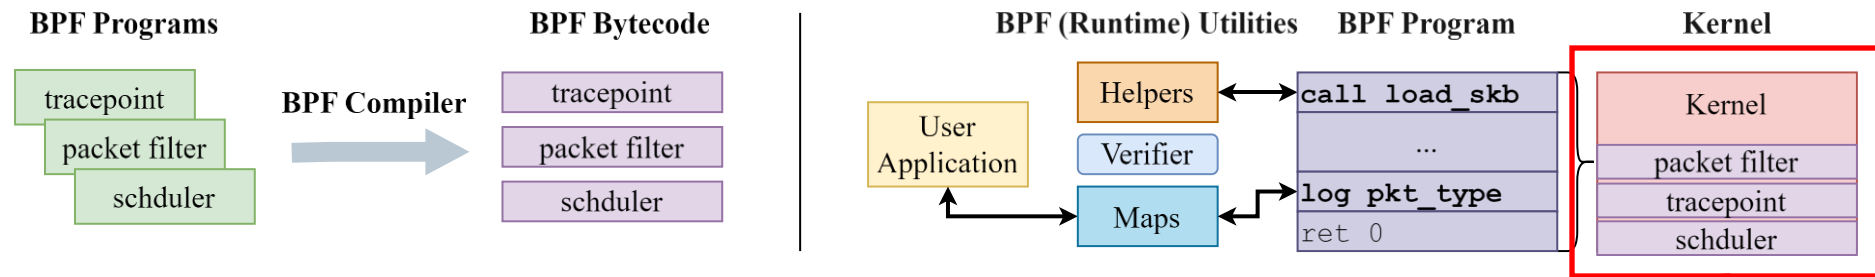 BPF Programs
tracepoint
packet filter
schduler
BPF Compiler
BPF Bytecode
tracepoint
packet filter
schduler
BPF (Runtime) Utilities
User
Application
Helpers
Verifier
Maps
BPF Program
call load_skb
...
log pkt_type
ret 0
Kernel
Kernel
packet filter
tracepoint
schduler